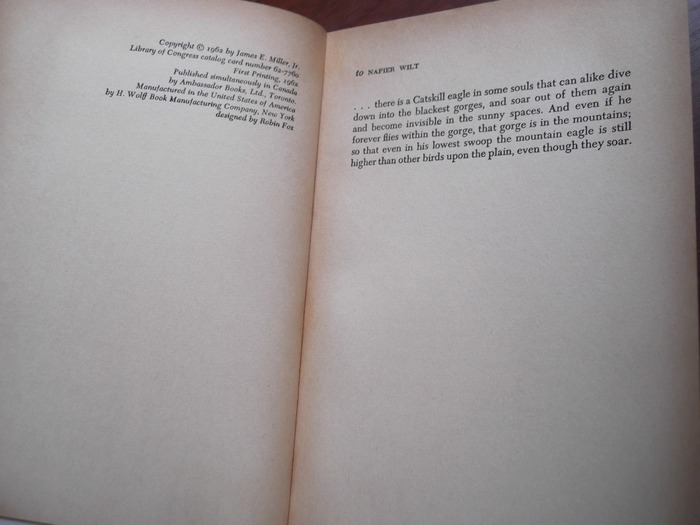 Copyright © 1962 by James E. Miller, Jr.
Library of Congress catalog card number 62-7760
First Printing, 1962
Published simultaneously in Canada
by Ambassador Books, Ltd., Toronto.
Manufactured in the United States of America
by H. Wolff Book Manufacturing Company, New York
designed by Robin Fox
to NAPIER WILT
. . . there is a Catskill eagle in some souls that can alike dive
down into the blackest gorges, and soar out of them again
and become invisible in the sunny spaces. And even if he
forever flies within the gorge, that gorge is in the mountains;
so that even in his lowest swoop the mountain eagle is still
higher than other birds upon the plain, even though they soar.